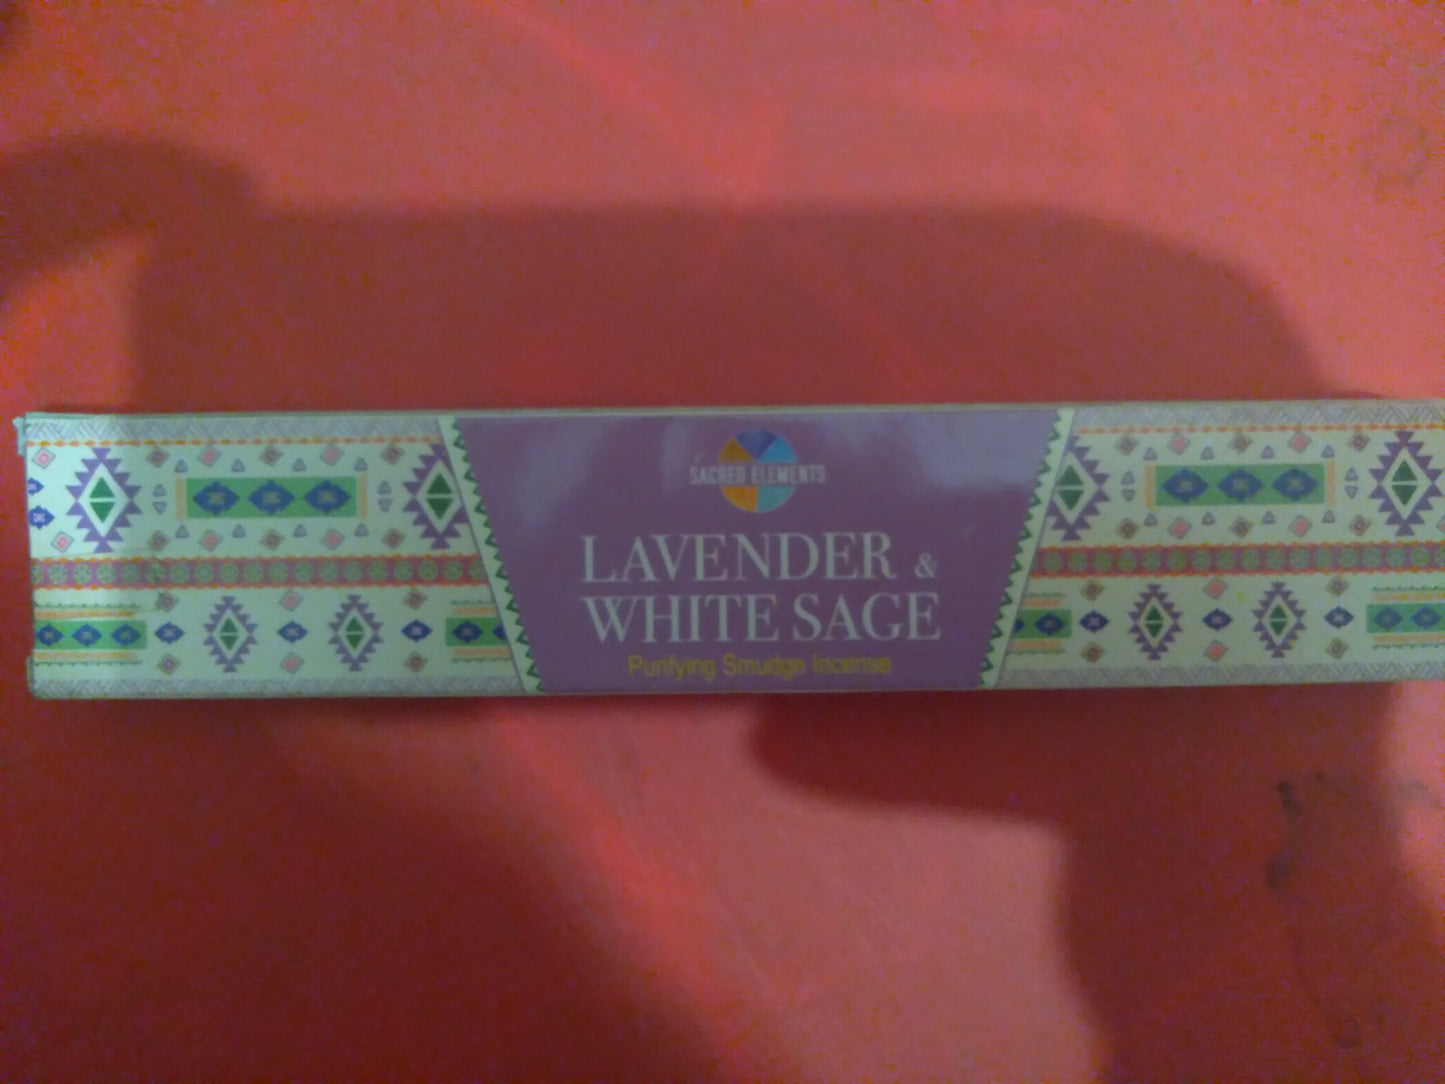 SACRED ELEMENTS
LAVENDER &
WHITE SAGE
Purifying Smudge Incense